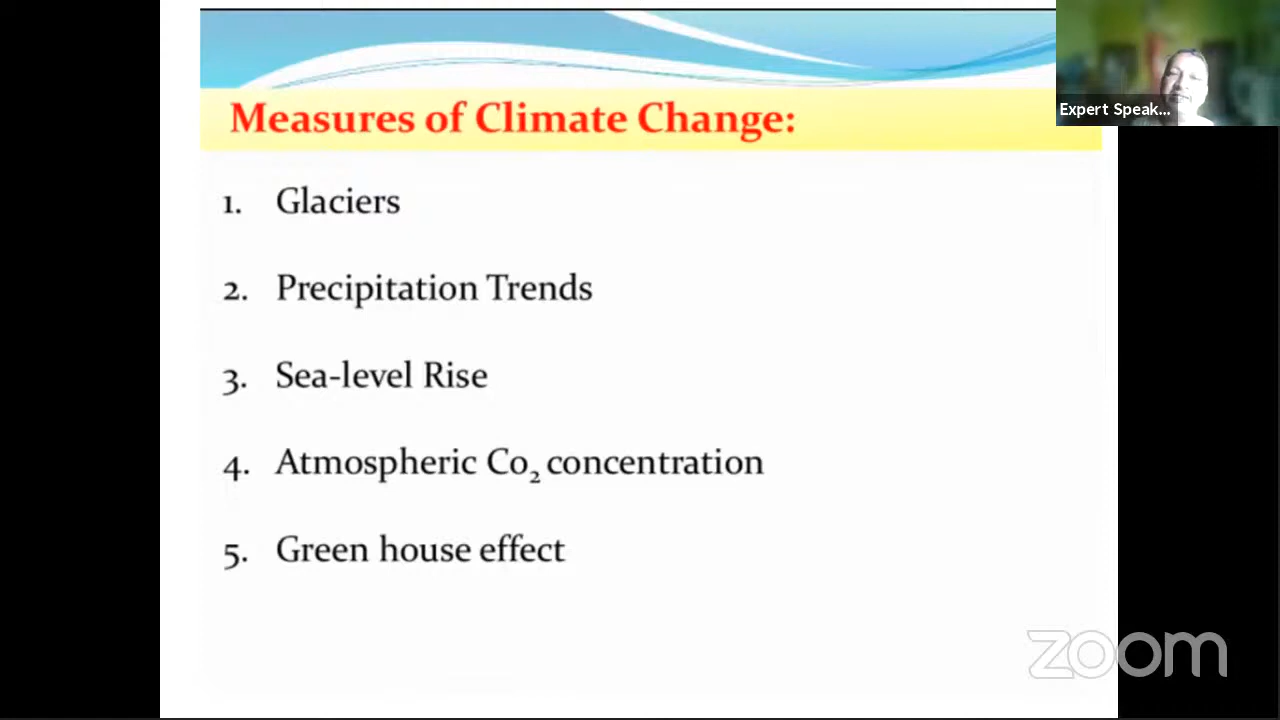 Measures of Climate Change:
1. Glaciers
2. Precipitation Trends
3. Sea-level Rise
4. Atmospheric Co₂ concentration
5. Green house effect
Expert Speak...
zoom